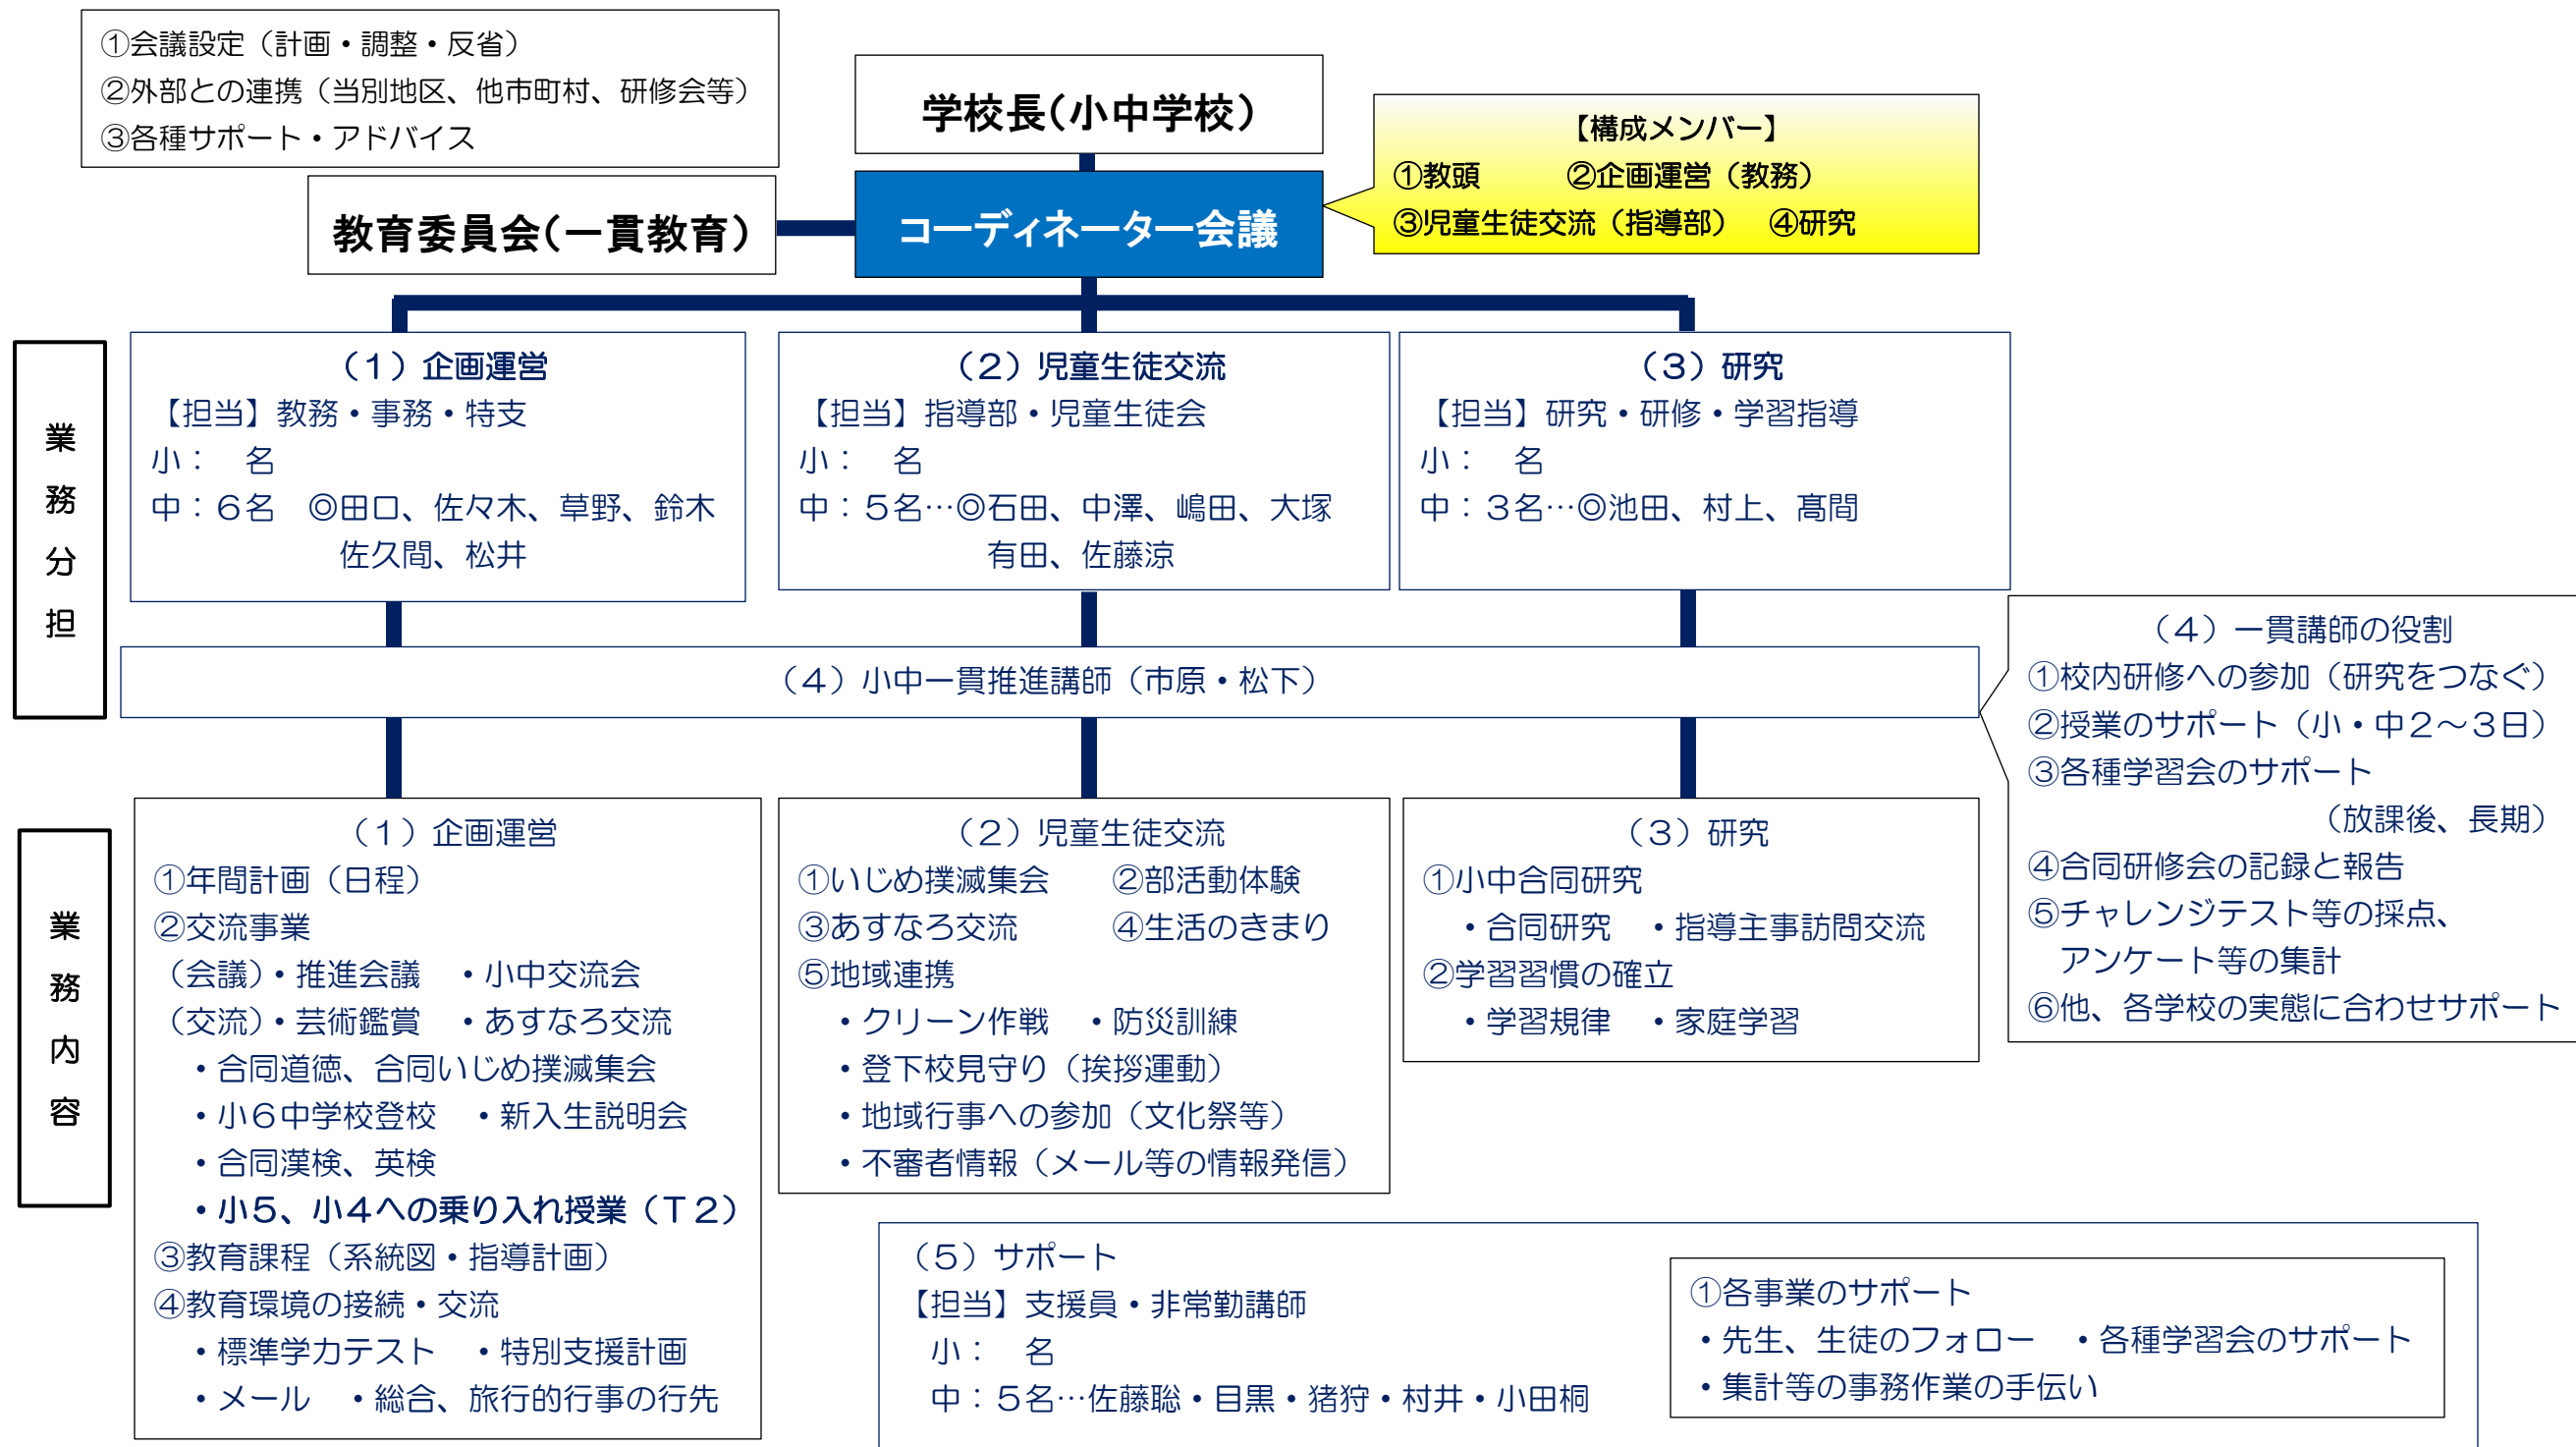 ①会議設定（計画・調整・反省）
②外部との連携（当別地区、他市町村、研修会等）
③各種サポート・アドバイス
学校長（小中学校）
教育委員会（一貫教育）
コーディネーター会議
【構成メンバー】
①教頭　②企画運営（教務）
③児童生徒交流（指導部）　④研究
業務分担
（１）企画運営
【担当】教務・事務・特支
小：　名
中：６名　◎田口、佐々木、草野、鈴木
佐久間、松井
（２）児童生徒交流
【担当】指導部・児童生徒会
小：　名
中：５名…◎石田、中澤、嶋田、大塚
有田、佐藤涼
（３）研究
【担当】研究・研修・学習指導
小：　名
中：３名…◎池田、村上、髙間
（４）小中一貫推進講師（市原・松下）
（４）一貫講師の役割
①校内研修への参加（研究をつなぐ）
②授業のサポート（小・中２～３日）
③各種学習会のサポート
（放課後、長期）
④合同研修会の記録と報告
⑤チャレンジテスト等の採点、
アンケート等の集計
⑥他、各学校の実態に合わせサポート
業務内容
（１）企画運営
①年間計画（日程）
②交流事業
（会議）・推進会議　・小中交流会
（交流）・芸術鑑賞　・あすなろ交流
・合同道徳、合同いじめ撲滅集会
・小６中学校登校　・新入生説明会
・合同漢検、英検
・小５、小４への乗り入れ授業（Ｔ２）
③教育課程（系統図・指導計画）
④教育環境の接続・交流
・標準学力テスト　・特別支援計画
・メール　・総合、旅行的行事の行先
（２）児童生徒交流
①いじめ撲滅集会　②部活動体験
③あすなろ交流　④生活のきまり
⑤地域連携
・クリーン作戦　・防災訓練
・登下校見守り（挨拶運動）
・地域行事への参加（文化祭等）
・不審者情報（メール等の情報発信）
（３）研究
①小中合同研究
・合同研究　・指導主事訪問交流
②学習習慣の確立
・学習規律　・家庭学習
（５）サポート
【担当】支援員・非常勤講師
小：　名
中：５名…佐藤聡・目黒・猪狩・村井・小田桐
①各事業のサポート
・先生、生徒のフォロー　・各種学習会のサポート
・集計等の事務作業の手伝い